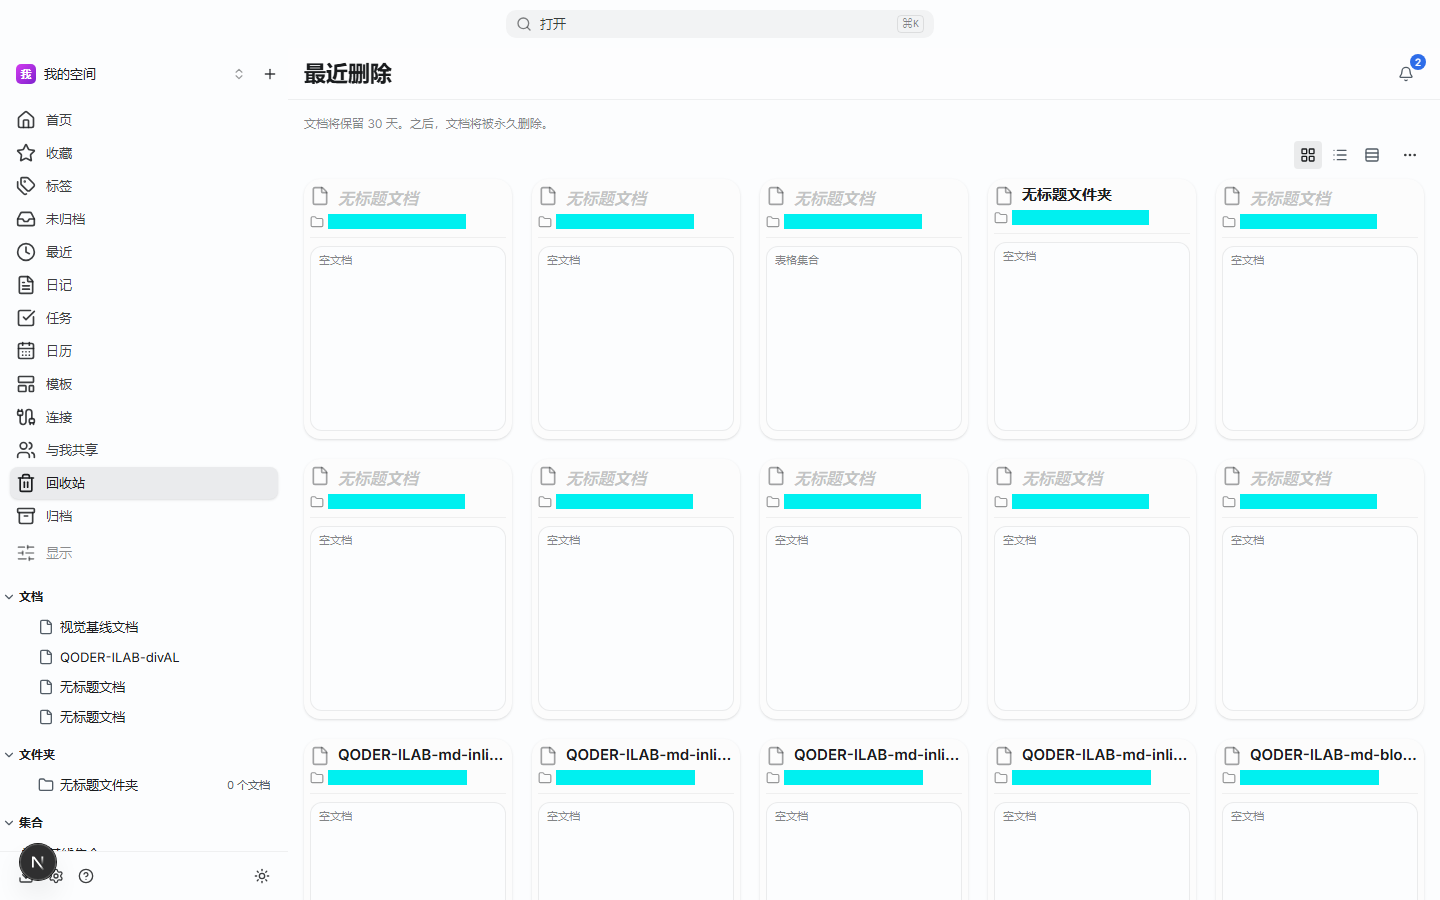 打开
⌘K
我 我的空间
最近删除
2
首页
文档将保留 30 天。之后，文档将被永久删除。
收藏
标签
未归档
最近
日记
任务
日历
模板
连接
与我共享
回收站
归档
显示
文档
视觉基线文档
QODER-ILAB-divAL
无标题文档
无标题文档
文件夹
无标题文件夹 0 个文档
集合
N
无标题文档 无标题文档 无标题文档 无标题文件夹 无标题文档
空文档 空文档 表格集合 空文档 空文档
无标题文档 无标题文档 无标题文档 无标题文档 无标题文档
空文档 空文档 空文档 空文档 空文档
QODER-ILAB-md-inli... QODER-ILAB-md-inli... QODER-ILAB-md-inli... QODER-ILAB-md-inli... QODER-ILAB-md-blo...
空文档 空文档 空文档 空文档 空文档